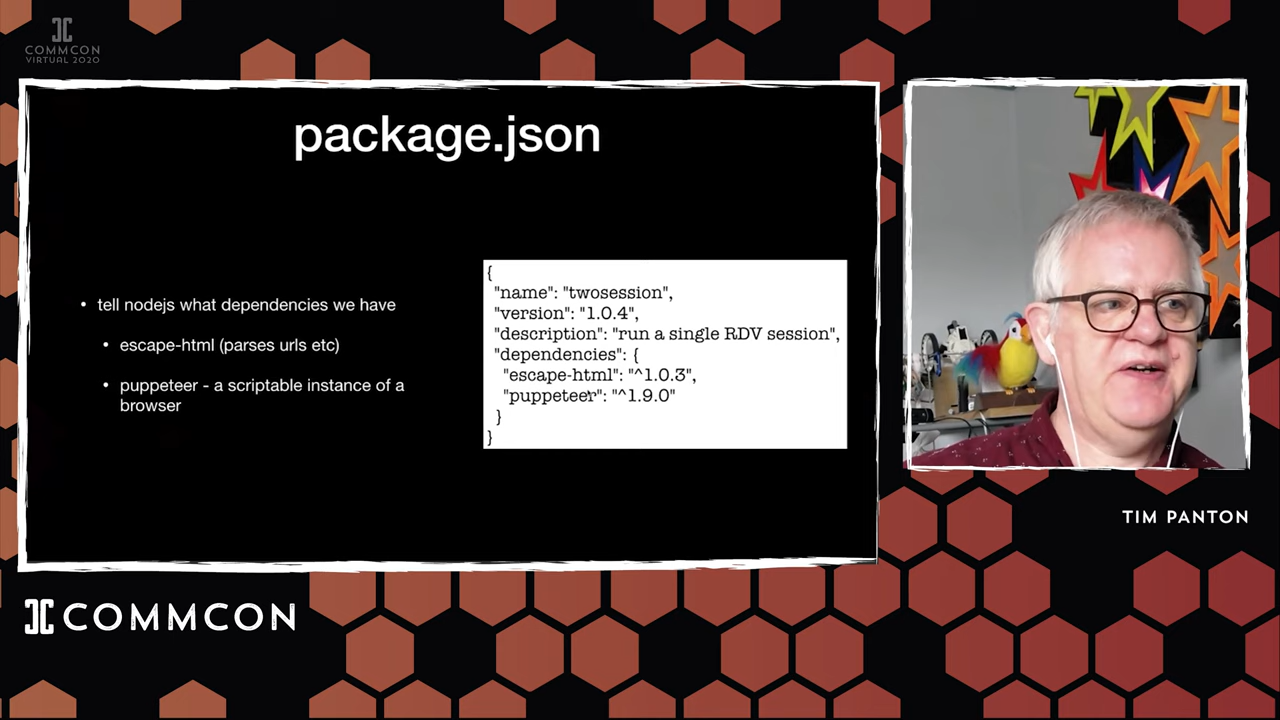 COMMCON
VIRTUAL 2020
package.json
• tell nodejs what dependencies we have
• escape-html (parses urls etc)
• puppeteer - a scriptable instance of a
browser
{
"name": "twosession",
"version": "1.0.4",
"description": "run a single RDV session",
"dependencies": {
"escape-html": "^1.0.3",
"puppeteer": "^1.9.0"
}
}
TIM PANTON
COMMCON